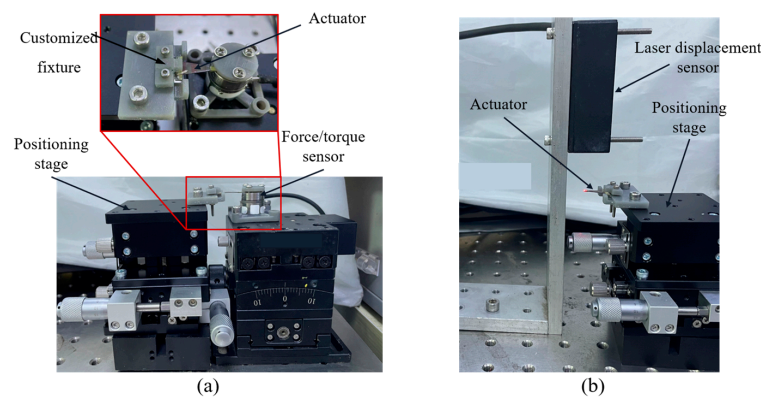 Actuator
Customized
fixture
Positioning
stage
Force/torque
sensor
10 0 10
(a)
Laser displacement
sensor
Actuator
Positioning
stage
(b)